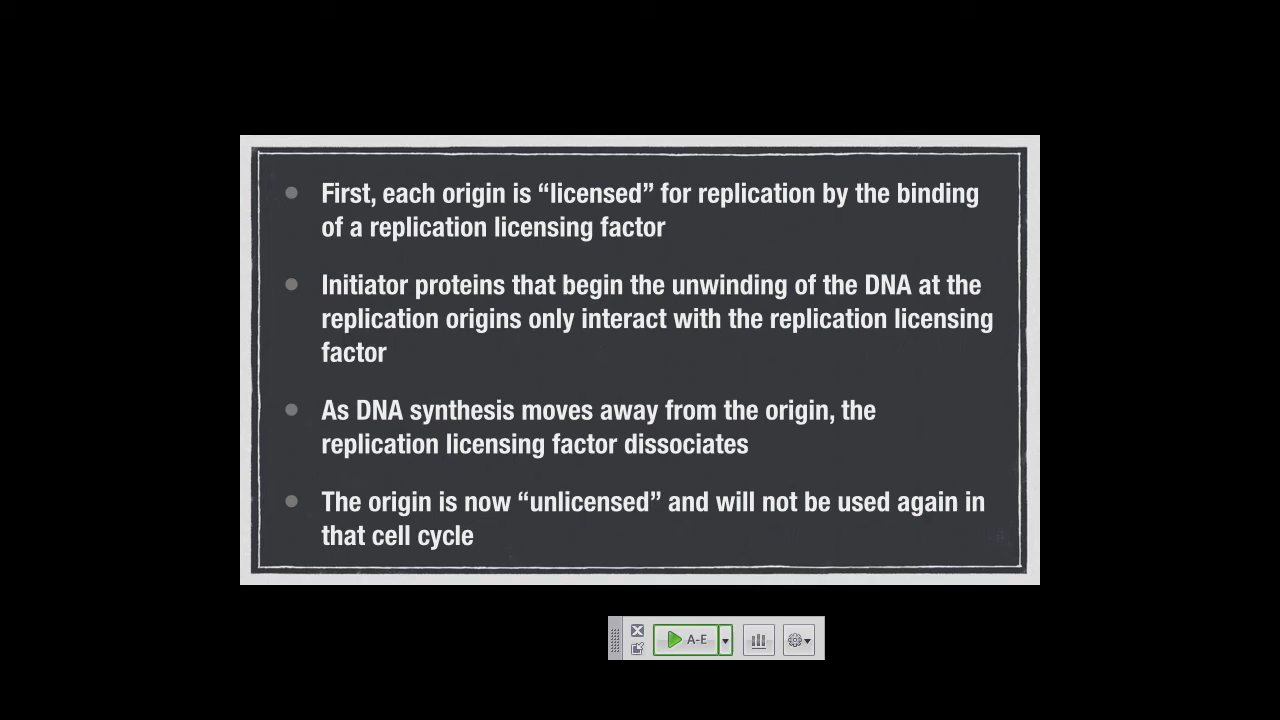 First, each origin is “licensed” for replication by the binding
of a replication licensing factor
Initiator proteins that begin the unwinding of the DNA at the
replication origins only interact with the replication licensing
factor
As DNA synthesis moves away from the origin, the
replication licensing factor dissociates
The origin is now “unlicensed” and will not be used again in
that cell cycle
A-E